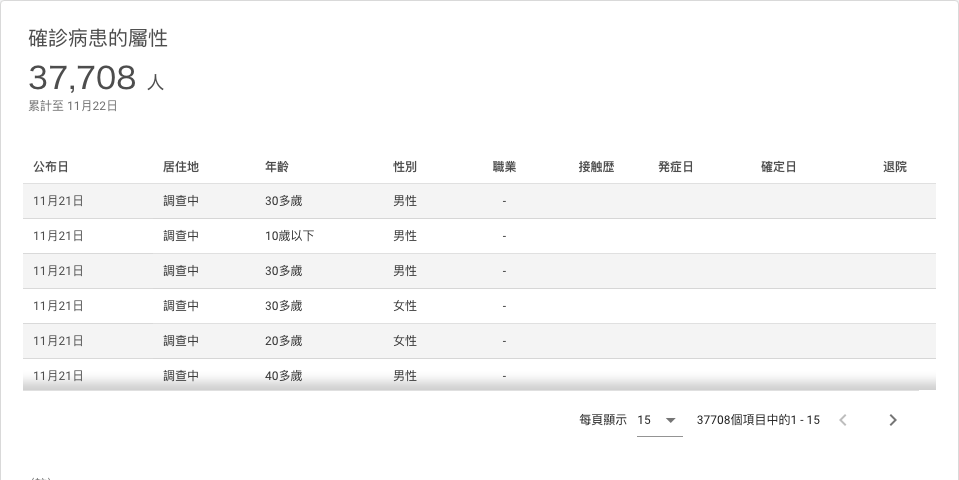 確診病患的屬性
37,708 人
累計至 11月22日
公布日 居住地 年齡 性別 職業 接触歴 発症日 確定日 退院
11月21日 調查中 30多歲 男性 -
11月21日 調查中 10歲以下 男性 -
11月21日 調查中 30多歲 男性 -
11月21日 調查中 30多歲 女性 -
11月21日 調查中 20多歲 女性 -
11月21日 調查中 40多歲 男性 -
每頁顯示 15 37708個項目中的1 - 15